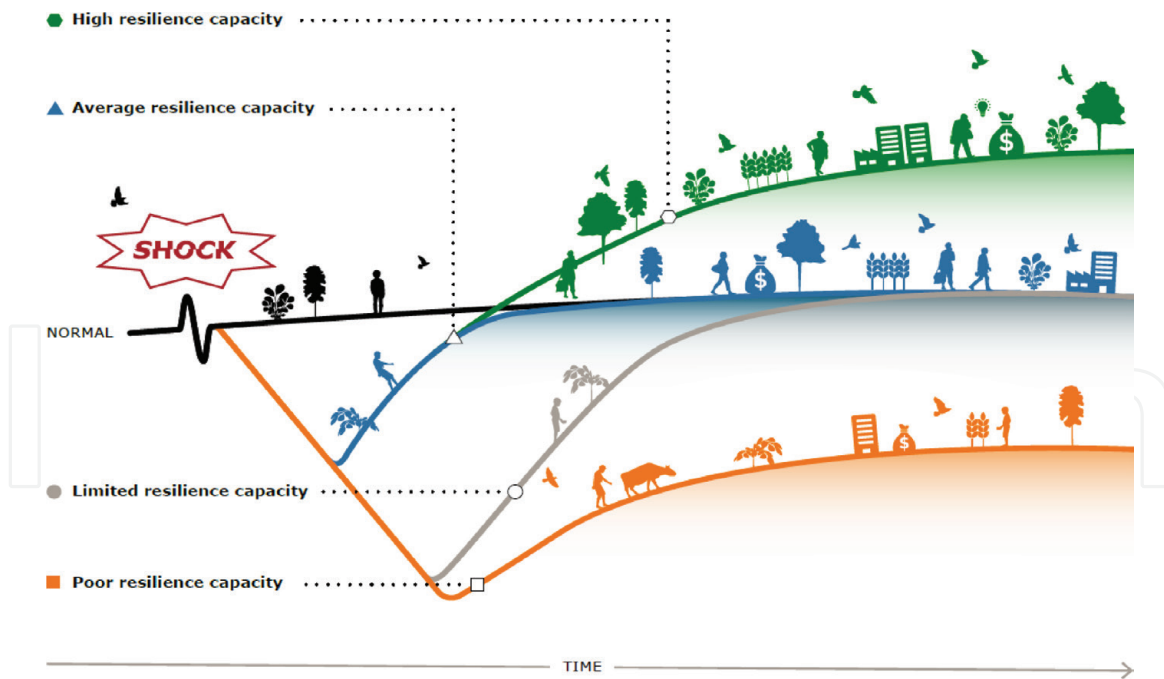 High resilience capacity
Average resilience capacity
SHOCK
NORMAL
$
$
Limited resilience capacity
$
Poor resilience capacity
TIME